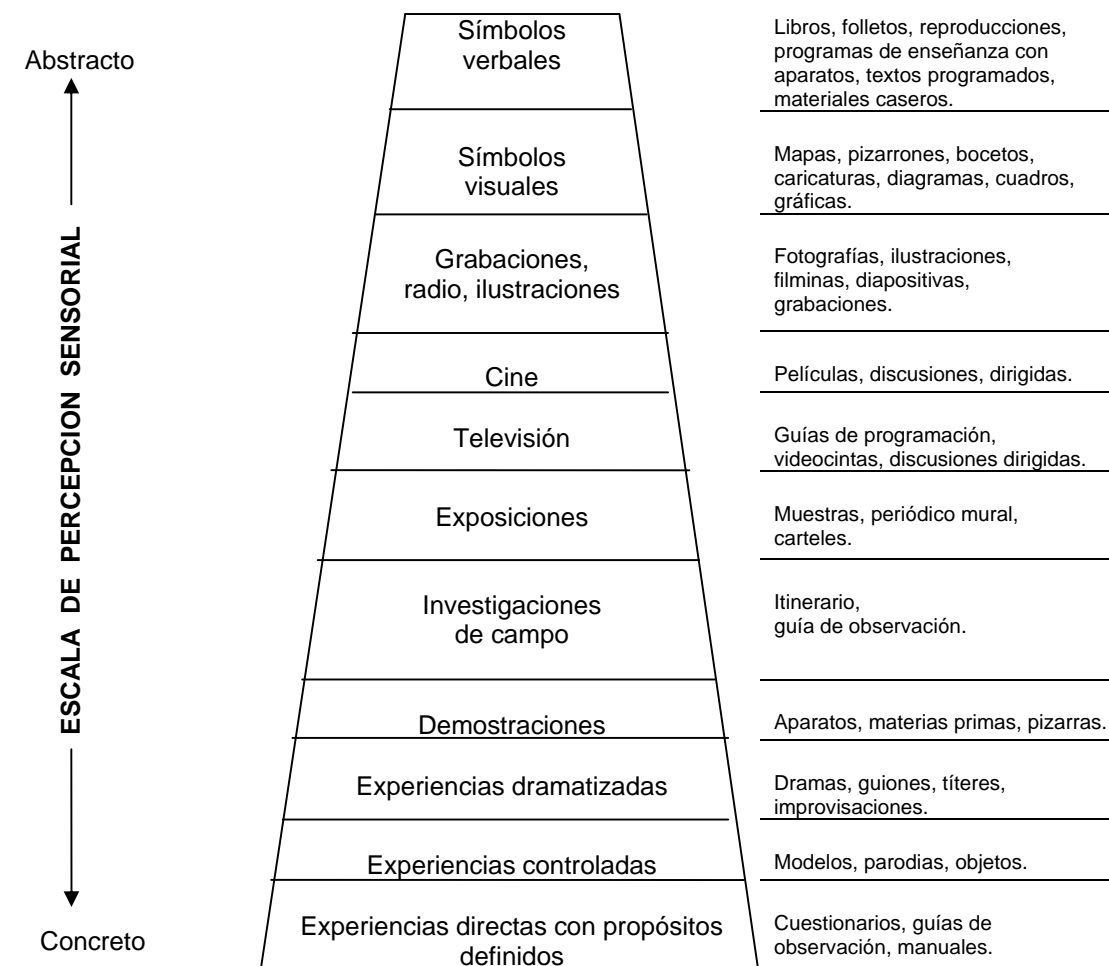 Abstracto
ESCALA DE PERCEPCION SENSORIAL
Concreto
Símbolos
verbales
Libros, folletos, reproducciones,
programas de enseñanza con
aparatos, textos programados,
materiales caseros.
Símbolos
visuales
Mapas, pizarrones, bocetos,
caricaturas, diagramas, cuadros,
gráficas.
Grabaciones,
radio, ilustraciones
Fotografías, ilustraciones,
filminas, diapositivas,
grabaciones.
Cine
Películas, discusiones, dirigidas.
Televisión
Guías de programación,
videocintas, discusiones dirigidas.
Exposiciones
Muestras, periódico mural,
carteles.
Investigaciones
de campo
Itinerario,
guía de observación.
Demostraciones
Aparatos, materias primas, pizarras.
Experiencias dramatizadas
Dramas, guiones, títeres,
improvisaciones.
Experiencias controladas
Modelos, parodias, objetos.
Experiencias directas con propósitos
definidos
Cuestionarios, guías de
observación, manuales.